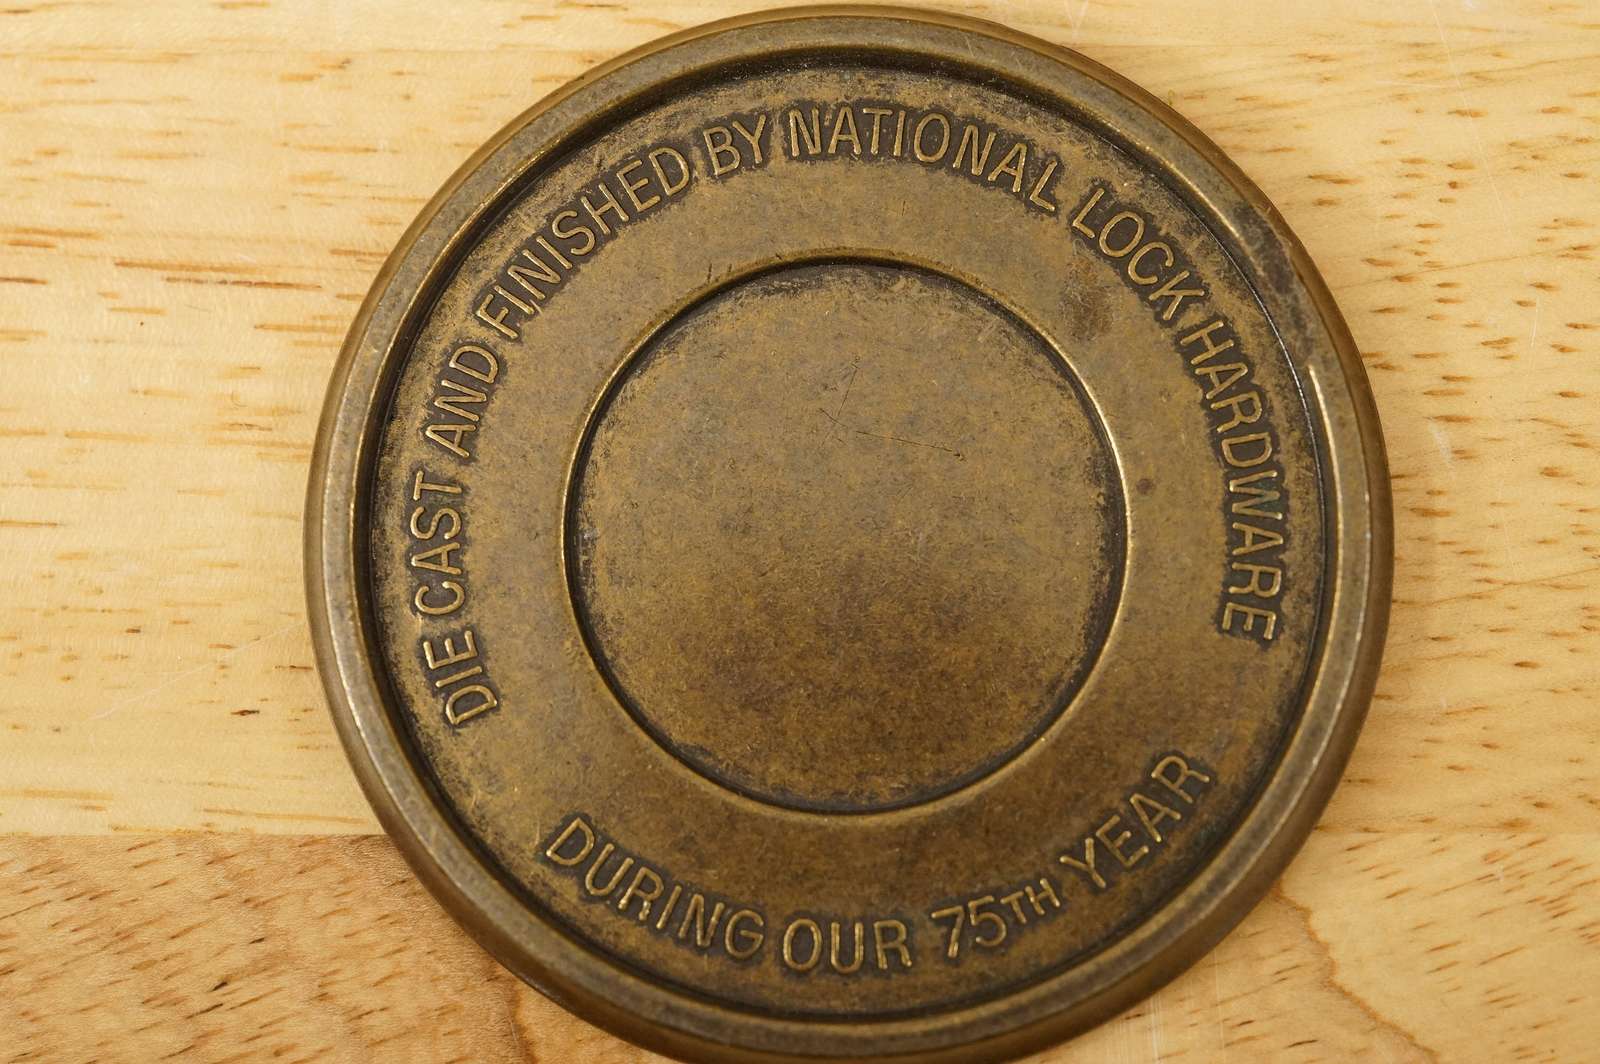 DIE CAST AND FINISHED BY NATIONAL LOCK HARDWARE
DURING OUR 75TH YEAR